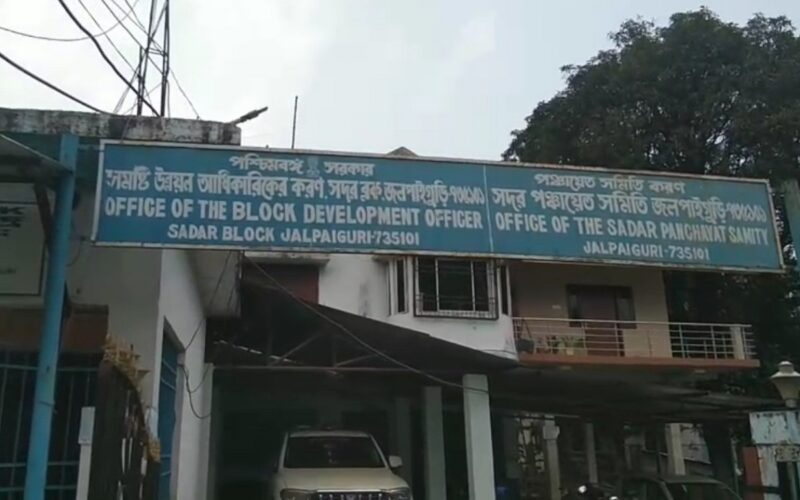 পশ্চিমবঙ্গ সরকার
সমষ্টি উন্নয়ন আধিকারিকের করণ, সদর ব্লক, জলপাইগুড়ি-৭৩৫১০১
OFFICE OF THE BLOCK DEVELOPMENT OFFICER
SADAR BLOCK JALPAIGURI-735101
পঞ্চায়েত সমিতি করণ
সদর পঞ্চায়েত সমিতি জলপাইগুড়ি-৭৩৫১০১
OFFICE OF THE SADAR PANCHAYAT SAMITY
JALPAIGURI-735101